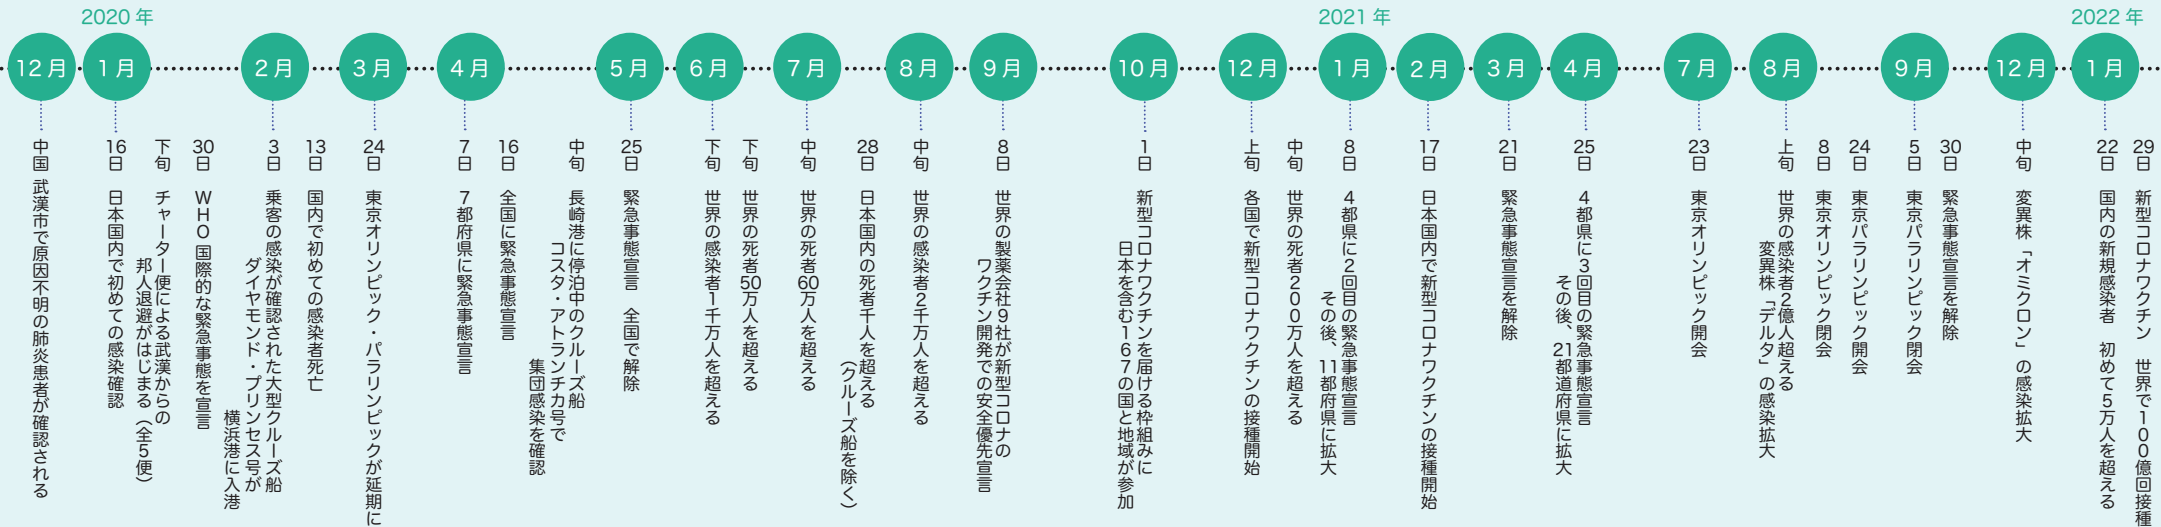 2020 年
2021 年
2022 年
12 月
1 月
2 月
3 月
4 月
5 月
6 月
7 月
8 月
9 月
10 月
12 月
1 月
2 月
3 月
4 月
7 月
8 月
9 月
12 月
1 月
中国 武漢市で原因不明の肺炎患者が確認される
16日 日本国内で初めての感染確認
下旬 チャーター便による武漢からの
邦人退避がはじまる（全5便）
30日 ＷＨＯ 国際的な緊急事態を宣言
3日 乗客の感染が確認された大型クルーズ船
ダイヤモンド・プリンセス号が
横浜港に入港
13日 国内で初めての感染者死亡
24日 東京オリンピック・パラリンピックが延期に
7日 ７都府県に緊急事態宣言
16日 全国に緊急事態宣言
中旬 長崎港に停泊中のクルーズ船
コスタ・アトランチカ号で
集団感染を確認
25日 緊急事態宣言 全国で解除
下旬 世界の感染者１千万人を超える
下旬 世界の死者50万人を超える
中旬 世界の死者60万人を超える
28日 日本国内の死者千人を超える
（クルーズ船を除く）
中旬 世界の感染者２千万人を超える
8日 世界の製薬会社９社が新型コロナの
ワクチン開発での安全優先宣言
1日 新型コロナワクチンを届ける枠組みに
日本を含む１６７の国と地域が参加
上旬 各国で新型コロナワクチンの接種開始
中旬 世界の死者２００万人を超える
8日 ４都県に２回目の緊急事態宣言
その後、11都府県に拡大
17日 日本国内で新型コロナワクチンの接種開始
21日 緊急事態宣言を解除
25日 ４都府県に３回目の緊急事態宣言
その後、21都道府県に拡大
23日 東京オリンピック開会
上旬 世界の感染者２億人超える
変異株「デルタ」の感染拡大
8日 東京オリンピック閉会
24日 東京パラリンピック開会
5日 東京パラリンピック閉会
30日 緊急事態宣言を解除
中旬 変異株「オミクロン」の感染拡大
22日 国内の新規感染者 初めて５万人を超える
29日 新型コロナワクチン 世界で１００億回接種